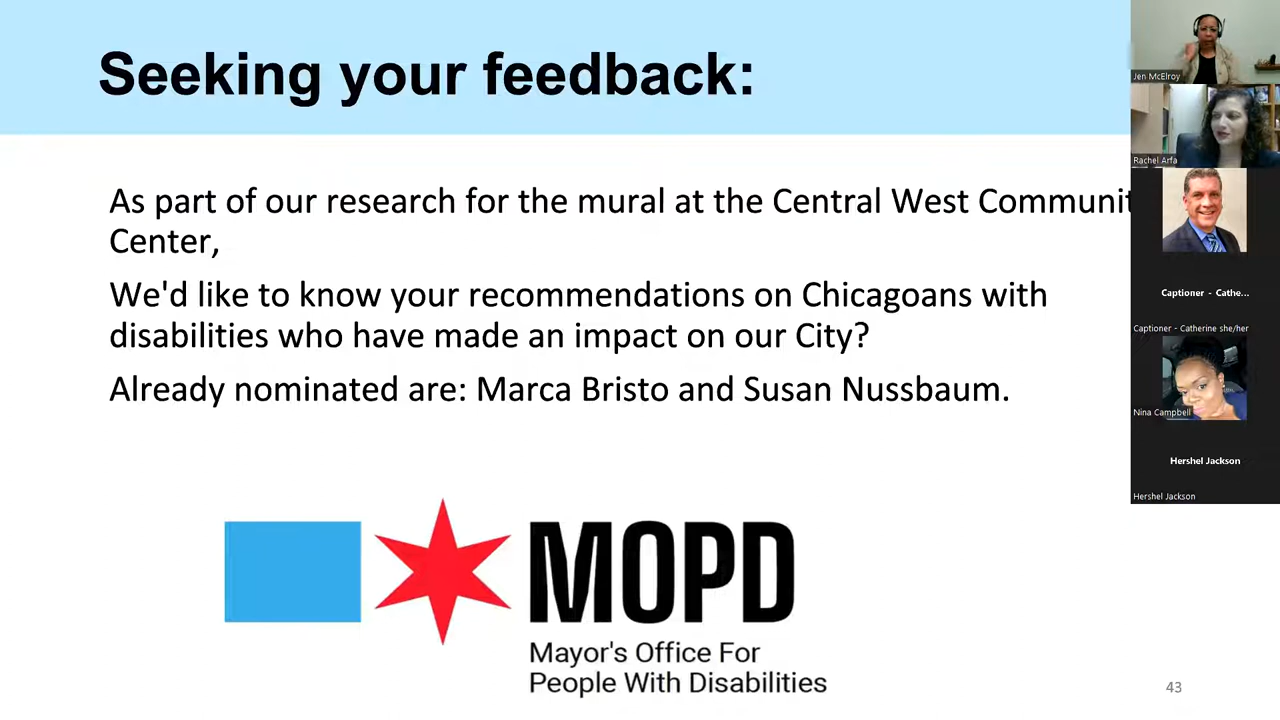 Seeking your feedback:
As part of our research for the mural at the Central West Communit
Center,
We'd like to know your recommendations on Chicagoans with
disabilities who have made an impact on our City?
Already nominated are: Marca Bristo and Susan Nussbaum.
MOPD
Mayor's Office For
People With Disabilities
43
Jen McElroy
Rachel Arfa
Captioner - Cathe...
Captioner - Catherine she/her
Nina Campbell
Hershel Jackson
Hershel Jackson